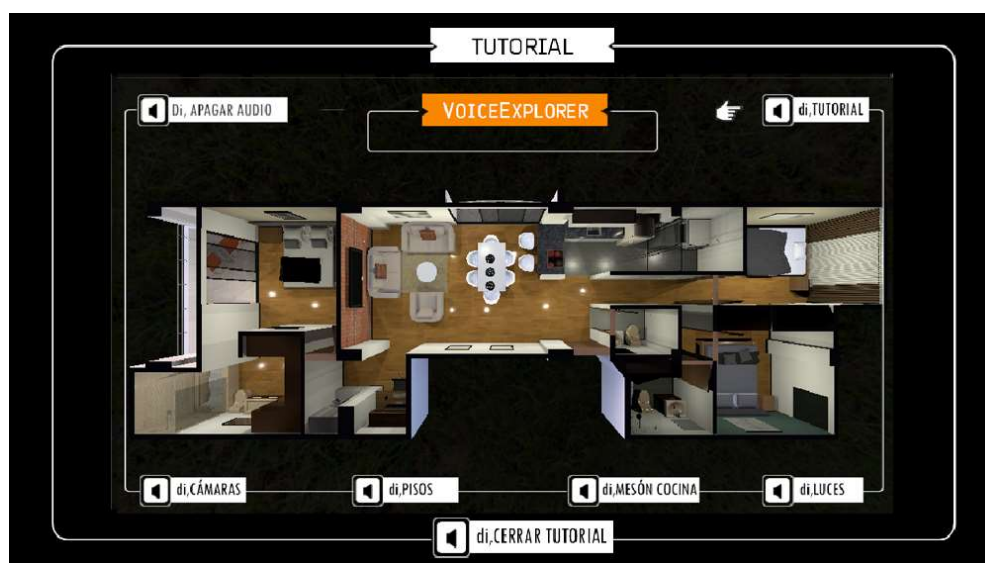 TUTORIAL
Di, APAGAR AUDIO
VOICEEXPLORER
di,TUTORIAL
di,CÁMARAS
di,PISOS
di,MESÓN COCINA
di,LUCES
di,CERRAR TUTORIAL